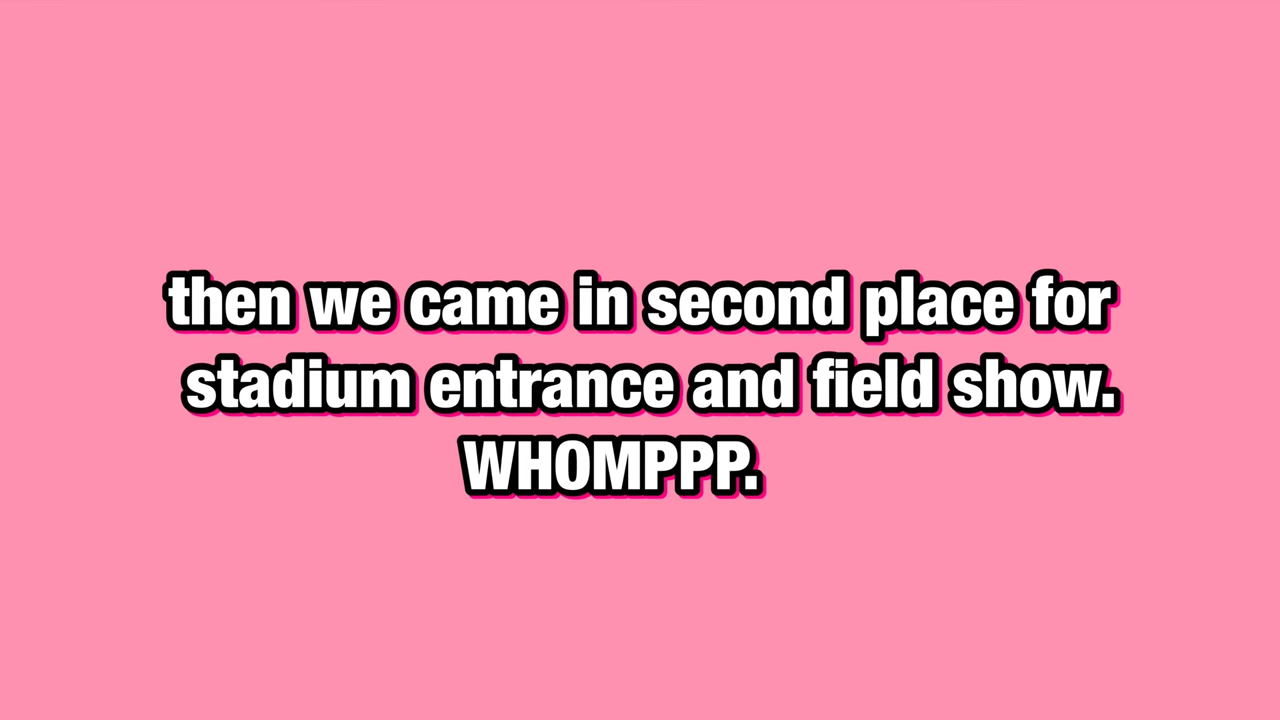 then we came in second place for
stadium entrance and field show.
WHOMPPP.